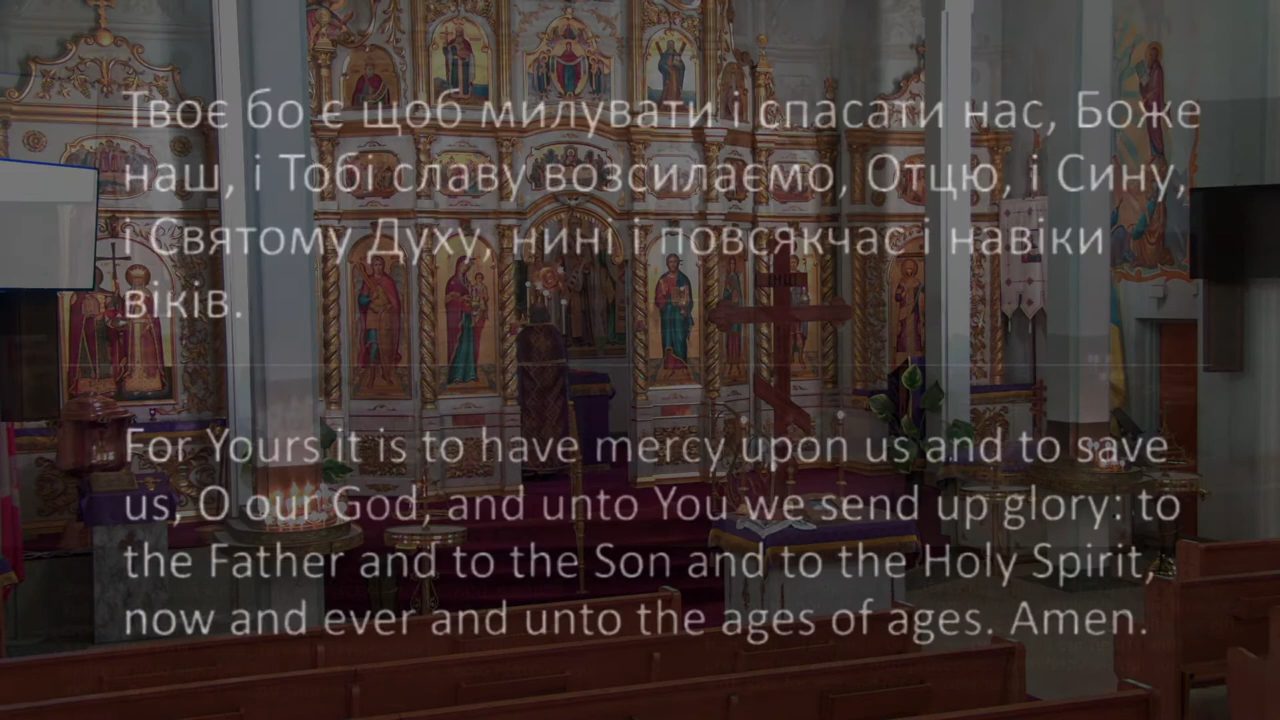 Твоє бо є щоб милувати і спасати нас, Боже
наш, і Тобі славу возсилаємо, Отцю, і Сину,
і Святому Духу, нині і повсякчас і навіки
віків.
For Yours it is to have mercy upon us and to save
us, O our God, and unto You we send up glory: to
the Father and to the Son and to the Holy Spirit,
now and ever and unto the ages of ages. Amen.